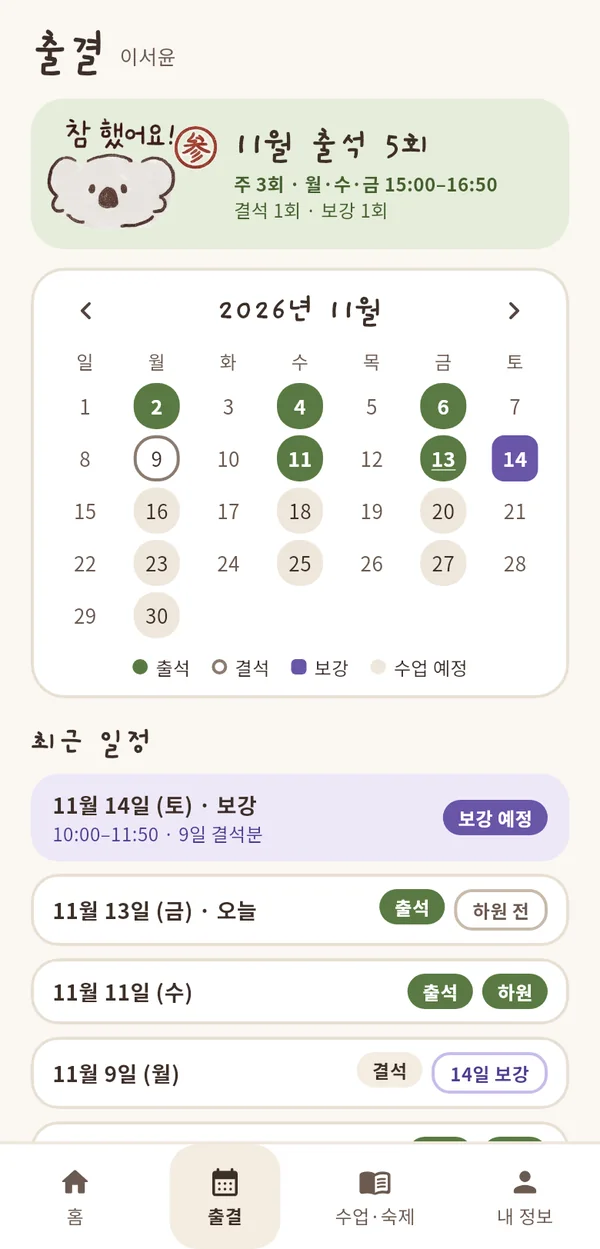 출결 이서윤
참 했어요!
参
11월 출석 5회
주 3회 · 월·수·금 15:00–16:50
결석 1회 · 보강 1회
2026년 11월
일 월 화 수 목 금 토
1 2 3 4 5 6 7
8 9 10 11 12 13 14
15 16 17 18 19 20 21
22 23 24 25 26 27 28
29 30
출석 결석 보강 수업 예정
최근 일정
11월 14일 (토) · 보강
10:00–11:50 · 9일 결석분
보강 예정
11월 13일 (금) · 오늘 출석 하원 전
11월 11일 (수) 출석 하원
11월 9일 (월) 결석 14일 보강
홈 출결 수업·숙제 내 정보